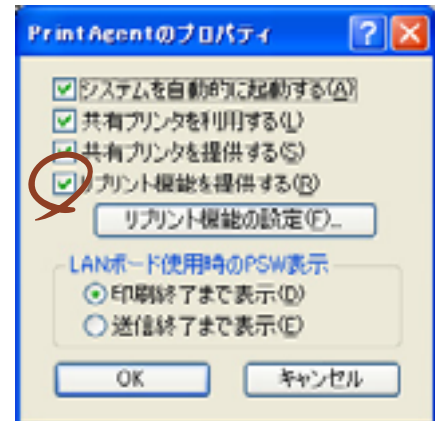 PrintAgentのプロパティ
システムを自動的に起動する(A)
共有プリンタを利用する(L)
共有プリンタを提供する(S)
リプリント機能を提供する(R)
リプリント機能の設定(F)...
LANボード使用時のPSW表示
印刷終了まで表示(D)
送信終了まで表示(E)
OK
キャンセル